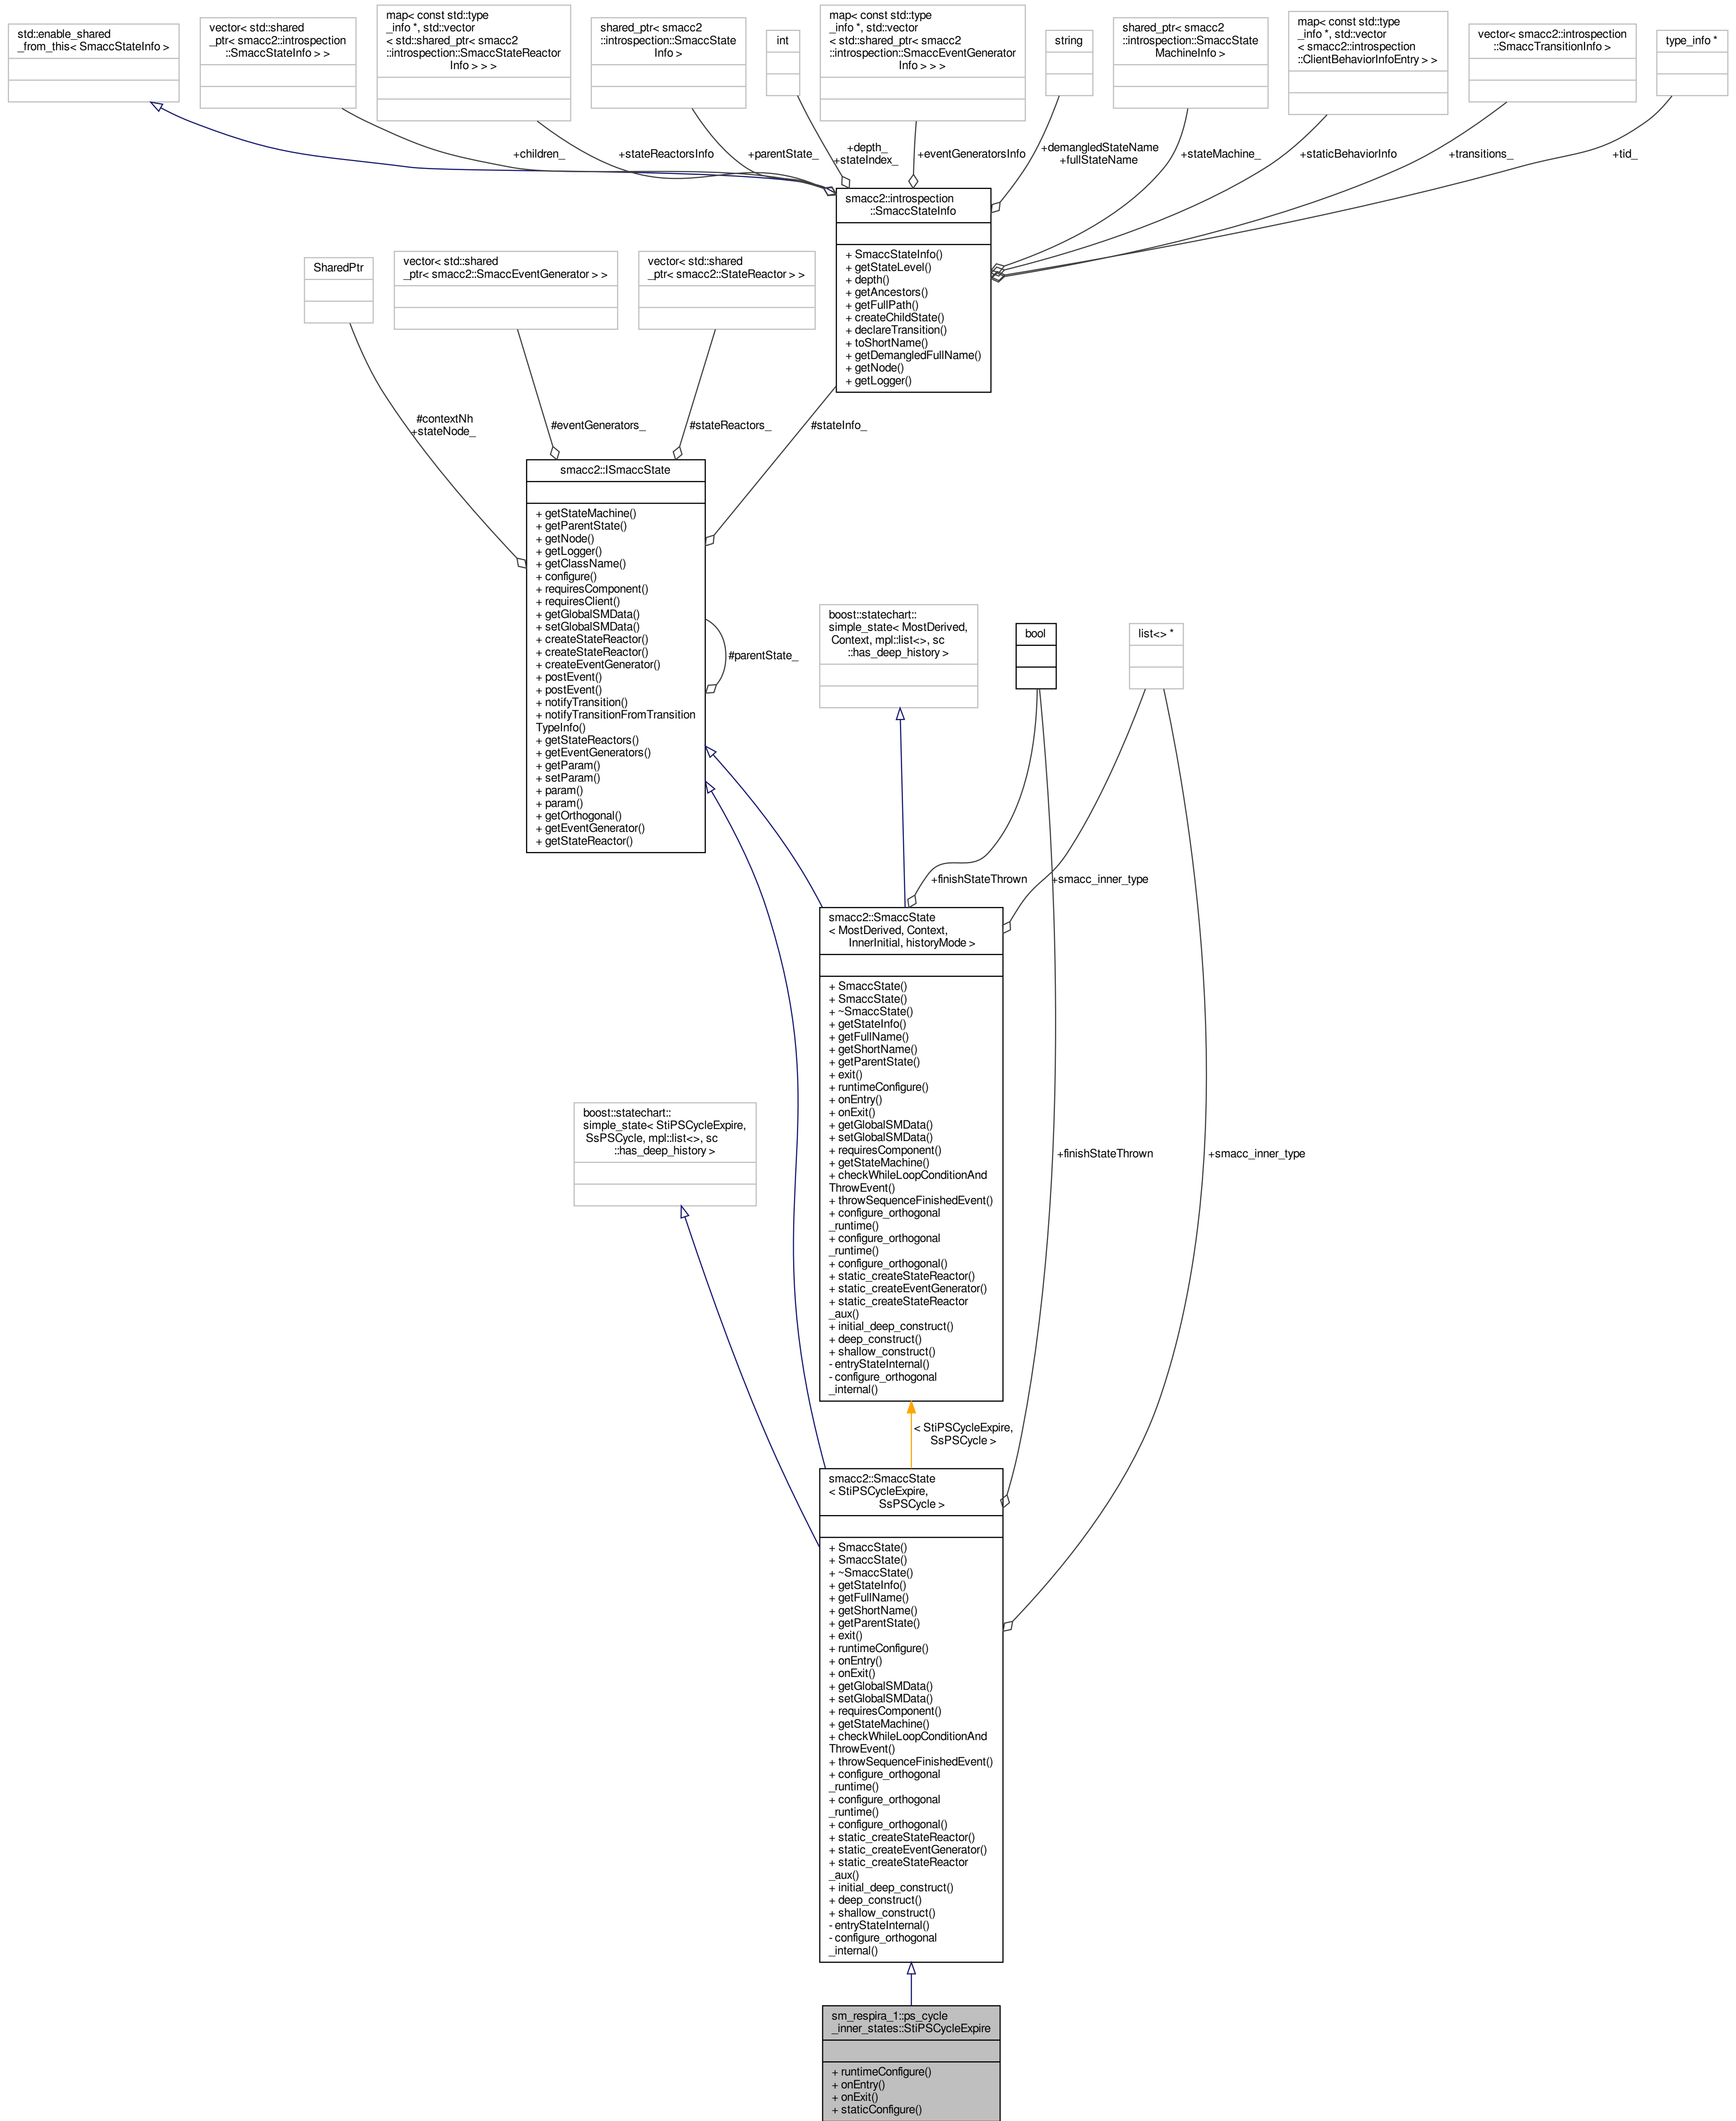 std::enable_shared
_from_this< SmaccStateInfo >
vector< std::shared
_ptr< smacc2::introspection
::SmaccStateInfo > >
map< const std::type
_info *, std::vector
< std::shared_ptr< smacc2
::introspection::SmaccStateReactor
Info > > >
shared_ptr< smacc2
::introspection::SmaccState
Info >
int
map< const std::type
_info *, std::vector
< std::shared_ptr< smacc2
::introspection::SmaccEventGenerator
Info > > >
string
shared_ptr< smacc2
::introspection::SmaccState
MachineInfo >
map< const std::type
_info *, std::vector
< smacc2::introspection
::ClientBehaviorInfoEntry > >
vector< smacc2::introspection
::SmaccTransitionInfo >
type_info *
+children_
+stateReactorsInfo
+parentState_
+depth_
+stateIndex_
+eventGeneratorsInfo
+demangledStateName
+fullStateName
+stateMachine_
+staticBehaviorInfo
+transitions_
+tid_
smacc2::introspection
::SmaccStateInfo
+ SmaccStateInfo()
+ getStateLevel()
+ depth()
+ getAncestors()
+ getFullPath()
+ createChildState()
+ declareTransition()
+ toShortName()
+ getDemangledFullName()
+ getNode()
+ getLogger()
SharedPtr
vector< std::shared
_ptr< smacc2::SmaccEventGenerator > >
vector< std::shared
_ptr< smacc2::StateReactor > >
#contextNh
+stateNode_
#eventGenerators_
#stateReactors_
#stateInfo_
smacc2::ISmaccState
+ getStateMachine()
+ getParentState()
+ getNode()
+ getLogger()
+ getClassName()
+ configure()
+ requiresComponent()
+ requiresClient()
+ getGlobalSMData()
+ setGlobalSMData()
+ createStateReactor()
+ createStateReactor()
+ createEventGenerator()
+ postEvent()
+ postEvent()
+ notifyTransition()
+ notifyTransitionFromTransition
TypeInfo()
+ getStateReactors()
+ getEventGenerators()
+ getParam()
+ setParam()
+ param()
+ param()
+ getOrthogonal()
+ getEventGenerator()
+ getStateReactor()
#parentState_
boost::statechart::
simple_state< MostDerived,
Context, mpl::list<>, sc
::has_deep_history >
bool
list<> *
+finishStateThrown
+smacc_inner_type
smacc2::SmaccState
< MostDerived, Context,
InnerInitial, historyMode >
+ SmaccState()
+ SmaccState()
+ ~SmaccState()
+ getStateInfo()
+ getFullName()
+ getShortName()
+ getParentState()
+ exit()
+ runtimeConfigure()
+ onEntry()
+ onExit()
+ getGlobalSMData()
+ setGlobalSMData()
+ requiresComponent()
+ getStateMachine()
+ checkWhileLoopConditionAnd
ThrowEvent()
+ throwSequenceFinishedEvent()
+ configure_orthogonal
_runtime()
+ configure_orthogonal
_runtime()
+ configure_orthogonal()
+ static_createStateReactor()
+ static_createEventGenerator()
+ static_createStateReactor
_aux()
+ initial_deep_construct()
+ deep_construct()
+ shallow_construct()
- entryStateInternal()
- configure_orthogonal
_internal()
boost::statechart::
simple_state< StiPSCycleExpire,
SsPSCycle, mpl::list<>, sc
::has_deep_history >
+finishStateThrown
+smacc_inner_type
< StiPSCycleExpire,
SsPSCycle >
smacc2::SmaccState
< StiPSCycleExpire,
SsPSCycle >
+ SmaccState()
+ SmaccState()
+ ~SmaccState()
+ getStateInfo()
+ getFullName()
+ getShortName()
+ getParentState()
+ exit()
+ runtimeConfigure()
+ onEntry()
+ onExit()
+ getGlobalSMData()
+ setGlobalSMData()
+ requiresComponent()
+ getStateMachine()
+ checkWhileLoopConditionAnd
ThrowEvent()
+ throwSequenceFinishedEvent()
+ configure_orthogonal
_runtime()
+ configure_orthogonal
_runtime()
+ configure_orthogonal()
+ static_createStateReactor()
+ static_createEventGenerator()
+ static_createStateReactor
_aux()
+ initial_deep_construct()
+ deep_construct()
+ shallow_construct()
- entryStateInternal()
- configure_orthogonal
_internal()
sm_respira_1::ps_cycle
_inner_states::StiPSCycleExpire
+ runtimeConfigure()
+ onEntry()
+ onExit()
+ staticConfigure()